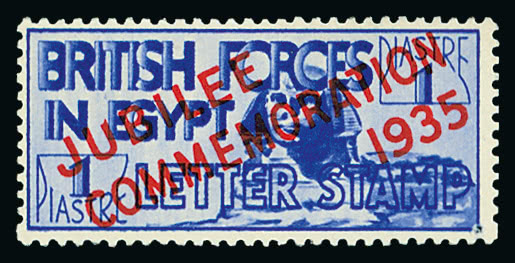 BRITISH FORCES
IN EGYPT
LETTER STAMP
PIASTRE
1
1
PIASTRE
JUBILEE
COMMEMORATION
1935